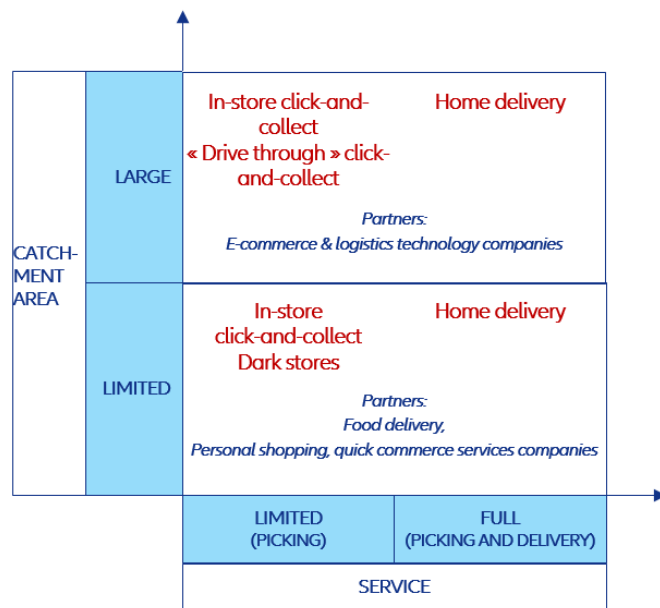 In-store click-and-
collect
« Drive through » click-
and-collect
Home delivery
LARGE
Partners:
E-commerce & logistics technology companies
CATCH-
MENT
AREA
In-store
click-and-collect
Dark stores
Home delivery
LIMITED
Partners:
Food delivery,
Personal shopping, quick commerce services companies
LIMITED
(PICKING)
FULL
(PICKING AND DELIVERY)
SERVICE